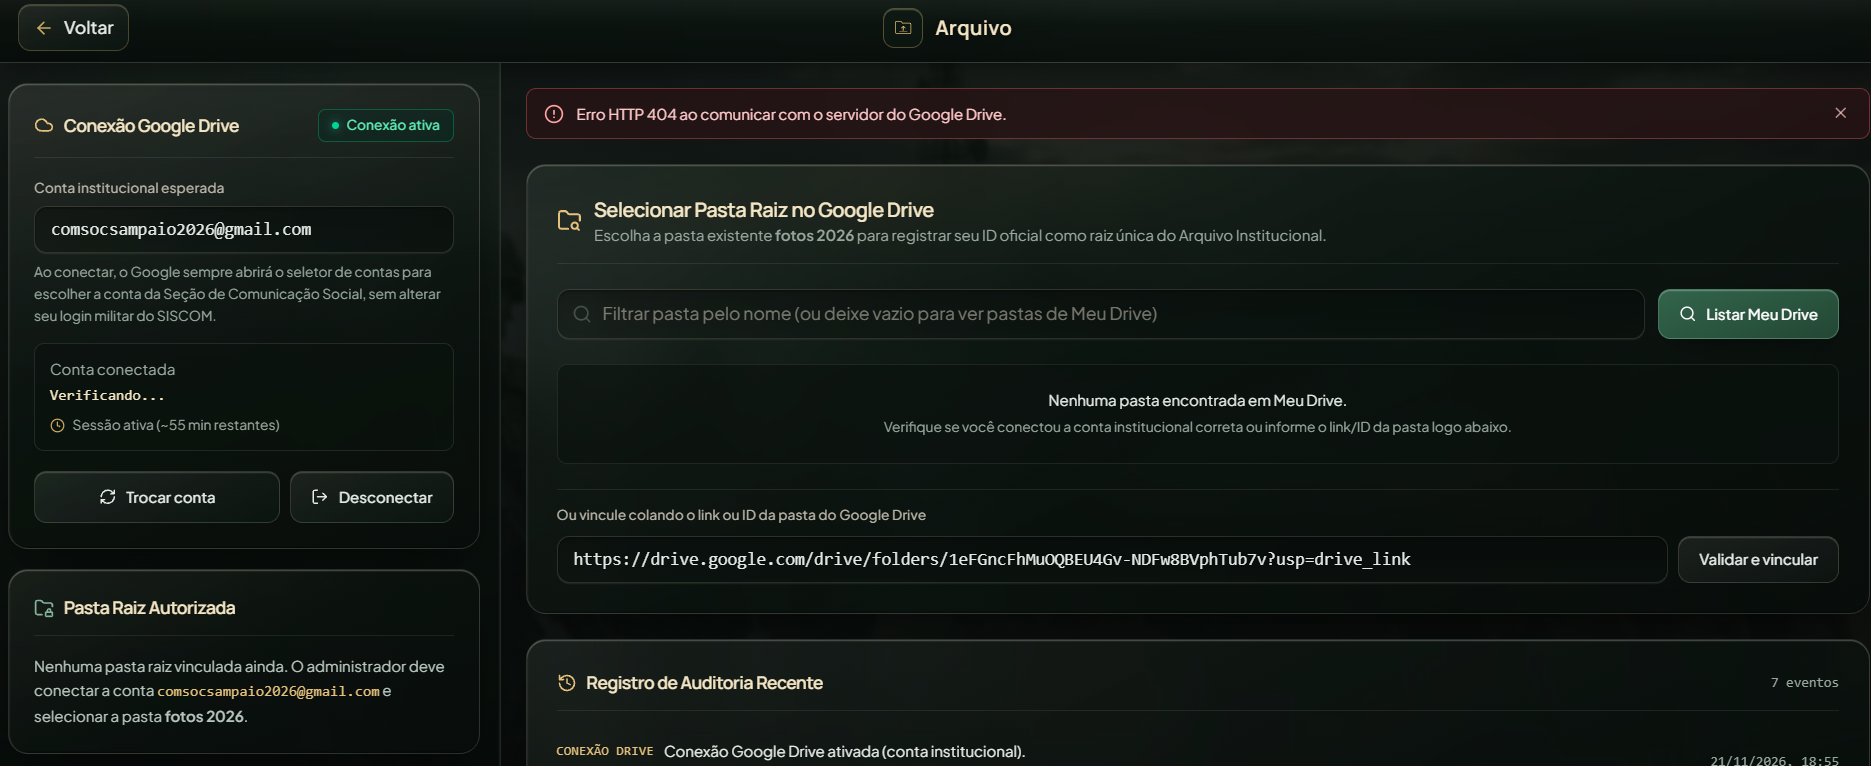 Voltar
Arquivo
Conexão Google Drive
Conexão ativa
Conta institucional esperada
comsocsampaio2026@gmail.com
Ao conectar, o Google sempre abrirá o seletor de contas para
escolher a conta da Seção de Comunicação Social, sem alterar
seu login militar do SISCOM.
Conta conectada
Verificando...
Sessão ativa (~55 min restantes)
Trocar conta
Desconectar
Pasta Raiz Autorizada
Nenhuma pasta raiz vinculada ainda. O administrador deve
conectar a conta comsocsampaio2026@gmail.com e
selecionar a pasta fotos 2026.
Erro HTTP 404 ao comunicar com o servidor do Google Drive.
Selecionar Pasta Raiz no Google Drive
Escolha a pasta existente fotos 2026 para registrar seu ID oficial como raiz única do Arquivo Institucional.
Filtrar pasta pelo nome (ou deixe vazio para ver pastas de Meu Drive)
Listar Meu Drive
Nenhuma pasta encontrada em Meu Drive.
Verifique se você conectou a conta institucional correta ou informe o link/ID da pasta logo abaixo.
Ou vincule colando o link ou ID da pasta do Google Drive
https://drive.google.com/drive/folders/1eFGncFhMuOQBEU4Gv-NDFw8BVphTub7v?usp=drive_link
Validar e vincular
Registro de Auditoria Recente
7 eventos
CONEXÃO DRIVE Conexão Google Drive ativada (conta institucional).
21/11/2026, 18:55